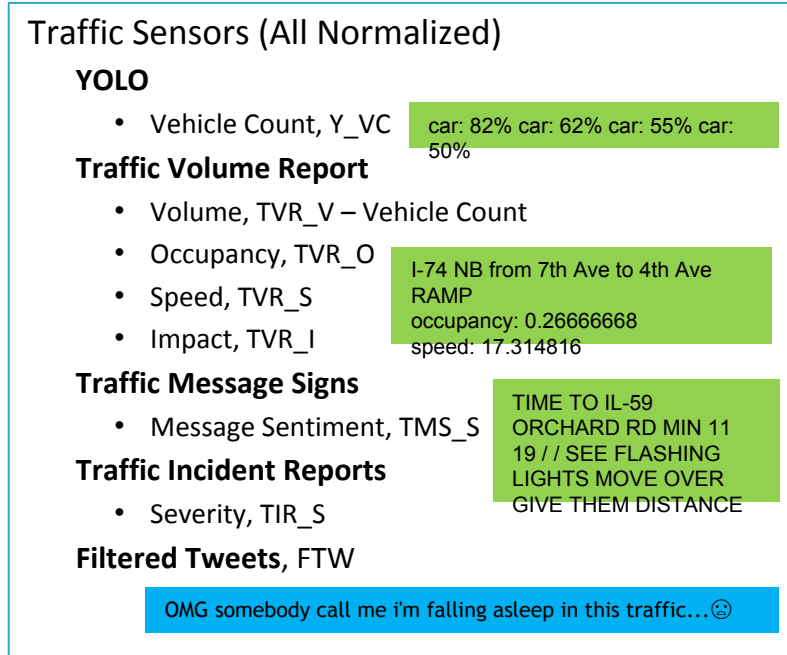 Traffic Sensors (All Normalized)
YOLO
• Vehicle Count, Y_VC
car: 82% car: 62% car: 55% car:
50%
Traffic Volume Report
• Volume, TVR_V – Vehicle Count
• Occupancy, TVR_O
• Speed, TVR_S
• Impact, TVR_I
I-74 NB from 7th Ave to 4th Ave
RAMP
occupancy: 0.26666668
speed: 17.314816
Traffic Message Signs
• Message Sentiment, TMS_S
TIME TO IL-59
ORCHARD RD MIN 11
19 / / SEE FLASHING
LIGHTS MOVE OVER
GIVE THEM DISTANCE
Traffic Incident Reports
• Severity, TIR_S
Filtered Tweets, FTW
OMG somebody call me i'm falling asleep in this traffic...😦